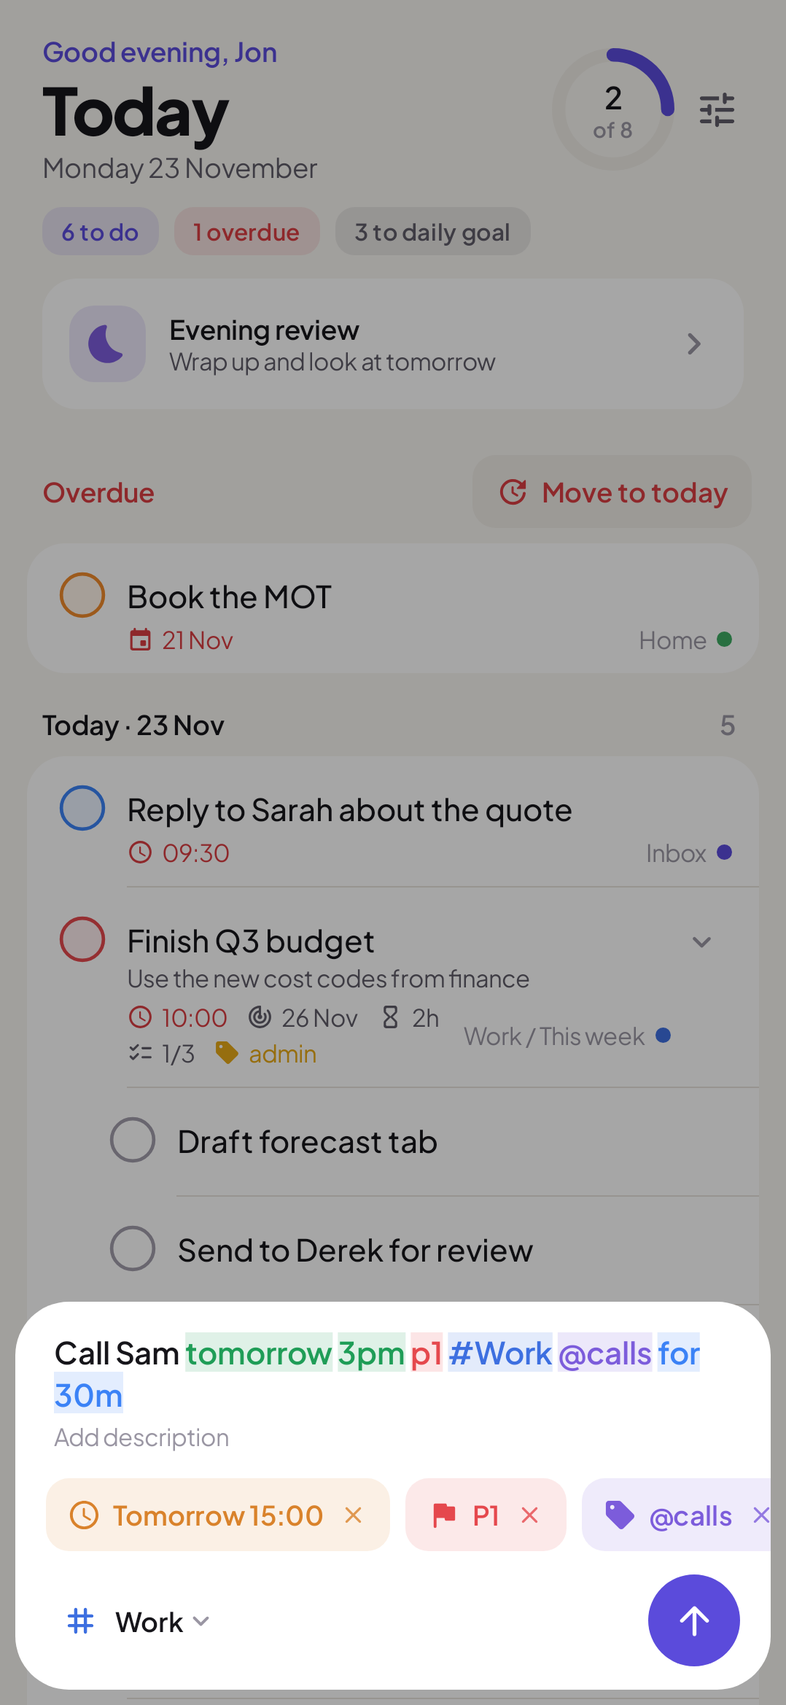 Good evening, Jon
Today
Monday 23 November
2
of 8
6 to do
1 overdue
3 to daily goal
Evening review
Wrap up and look at tomorrow
Overdue
Move to today
Book the MOT
21 Nov
Home
Today · 23 Nov
5
Reply to Sarah about the quote
09:30
Inbox
Finish Q3 budget
Use the new cost codes from finance
10:00 26 Nov 2h
Work / This week
1/3 admin
Draft forecast tab
Send to Derek for review
Call Sam tomorrow 3pm p1 #Work @calls for
30m
Add description
Tomorrow 15:00
P1
@calls
Work